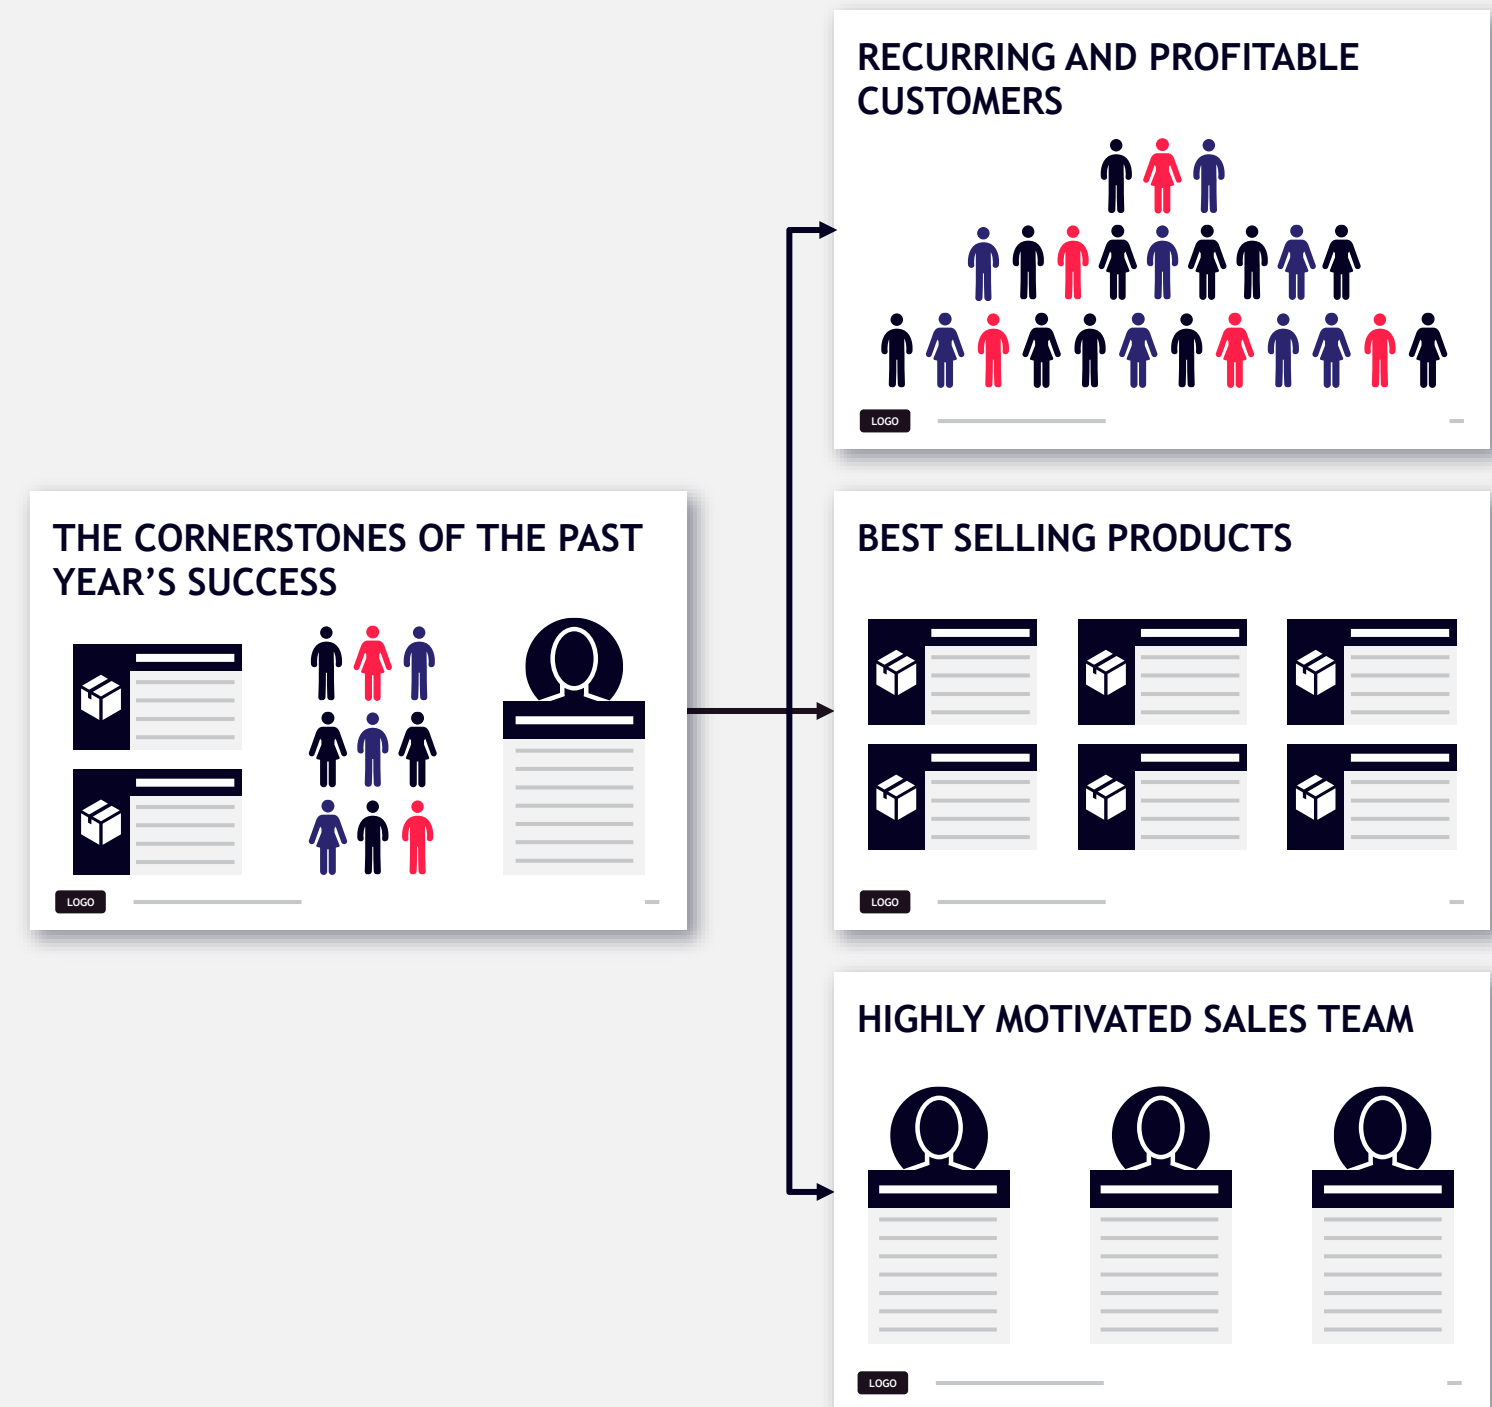 THE CORNERSTONES OF THE PAST
YEAR’S SUCCESS
LOGO
RECURRING AND PROFITABLE
CUSTOMERS
LOGO
BEST SELLING PRODUCTS
LOGO
HIGHLY MOTIVATED SALES TEAM
LOGO